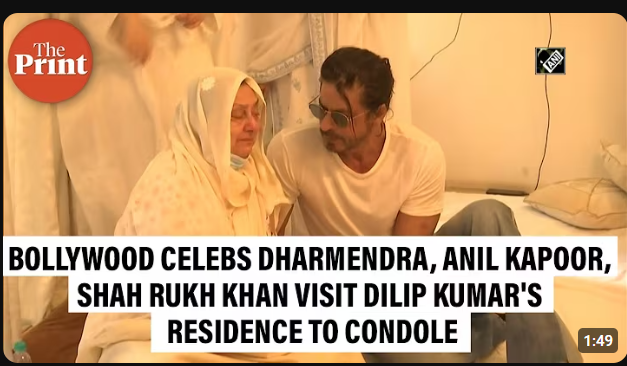 The
Print
ANI
BOLLYWOOD CELEBS DHARMENDRA, ANIL KAPOOR,
SHAH RUKH KHAN VISIT DILIP KUMAR'S
RESIDENCE TO CONDOLE
1:49